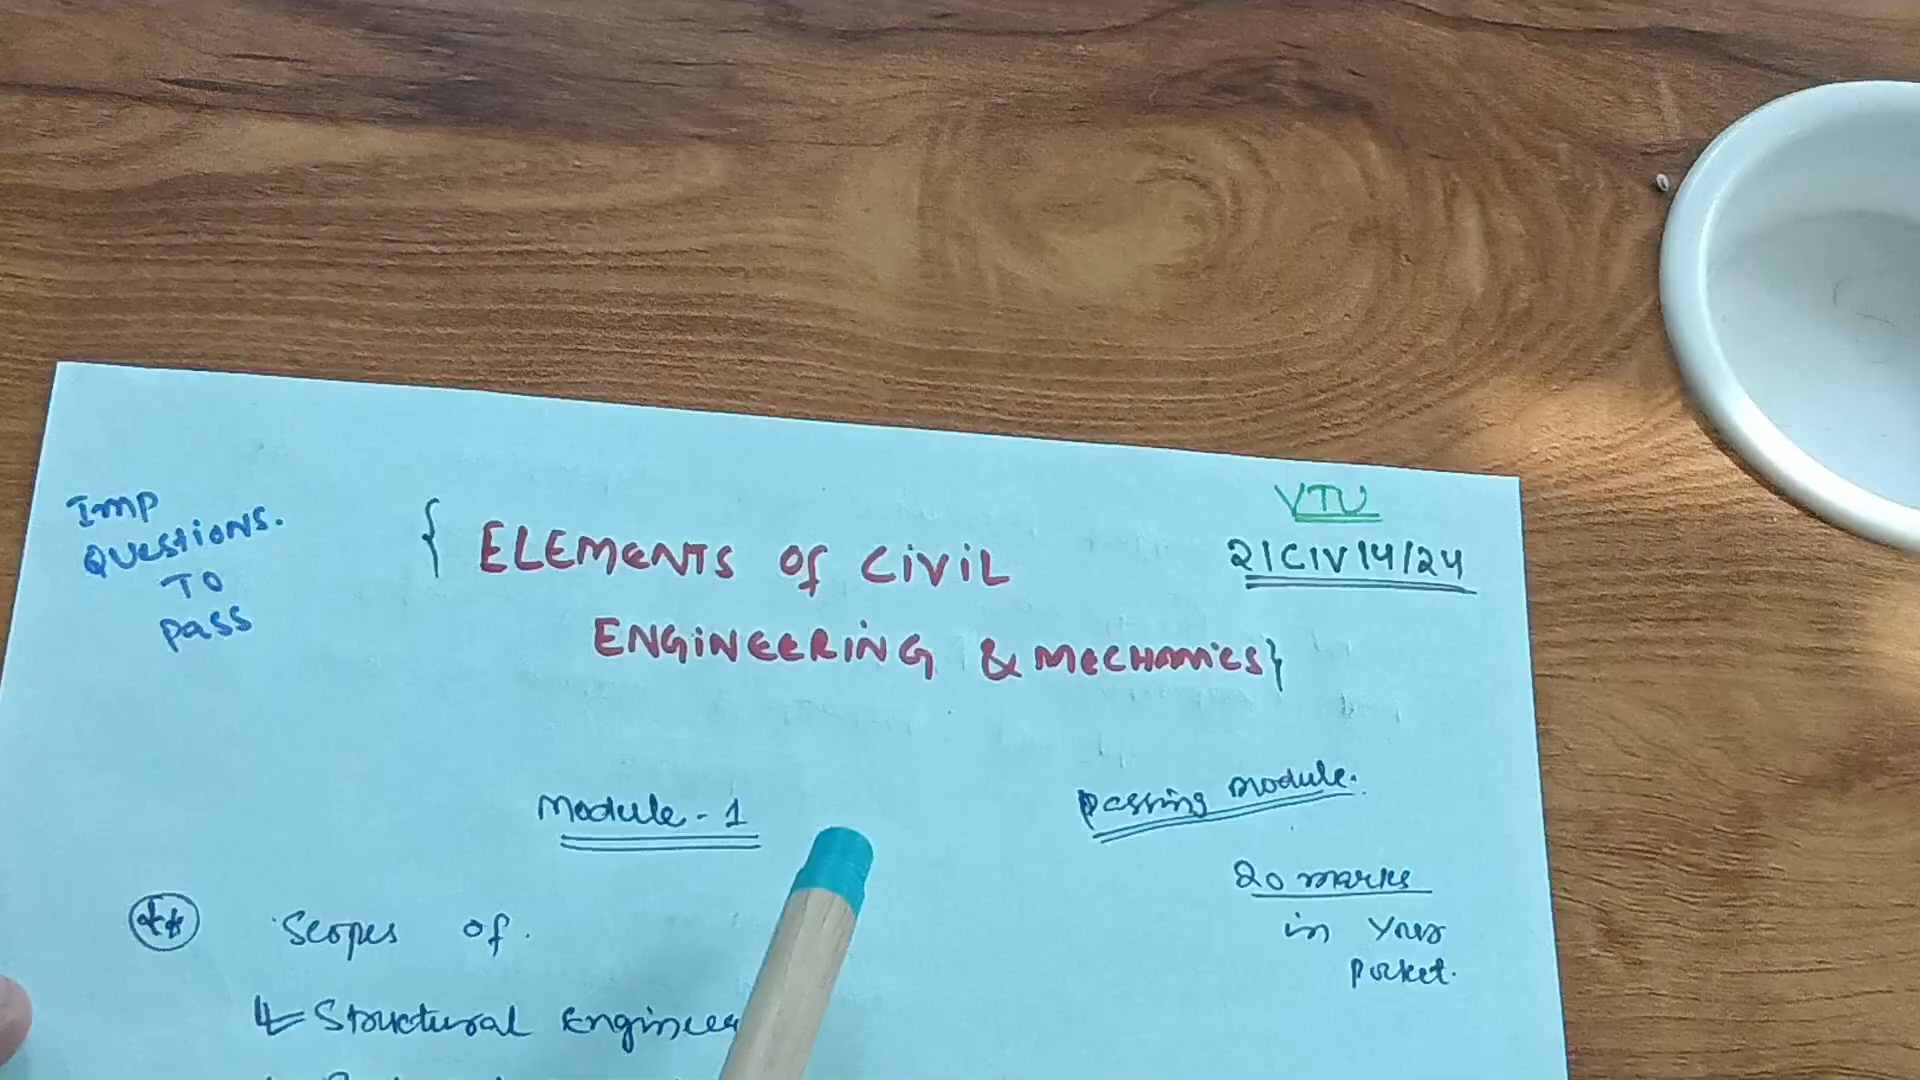 Imp
Questions.
To
pass
{ ELEMENTS of CIVIL
ENGINEERING & MECHANICS}
VTU
21CIV14/24
Module - 1
passing module.
20 marks
in your
pocket.
** Scopes of.
Structural Enginee